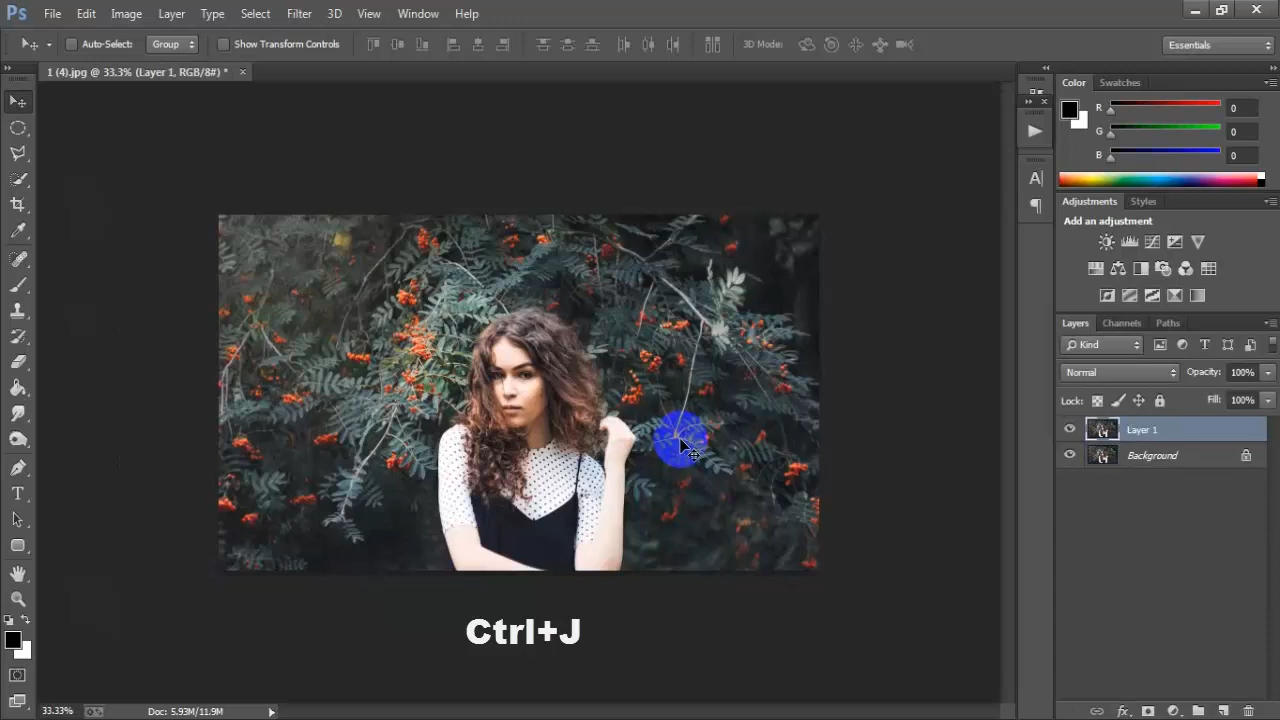 Ps File Edit Image Layer Type Select Filter 3D View Window Help
Auto-Select: Group Show Transform Controls 3D Mode: Essentials
1 (4).jpg @ 33.3% (Layer 1, RGB/8#) *
Color Swatches
R 0
G 0
B 0
Adjustments Styles
Add an adjustment
Layers Channels Paths
Kind
Normal Opacity: 100%
Lock: Fill: 100%
Layer 1
Background
Ctrl+J
33.33% Doc: 5.93M/11.9M